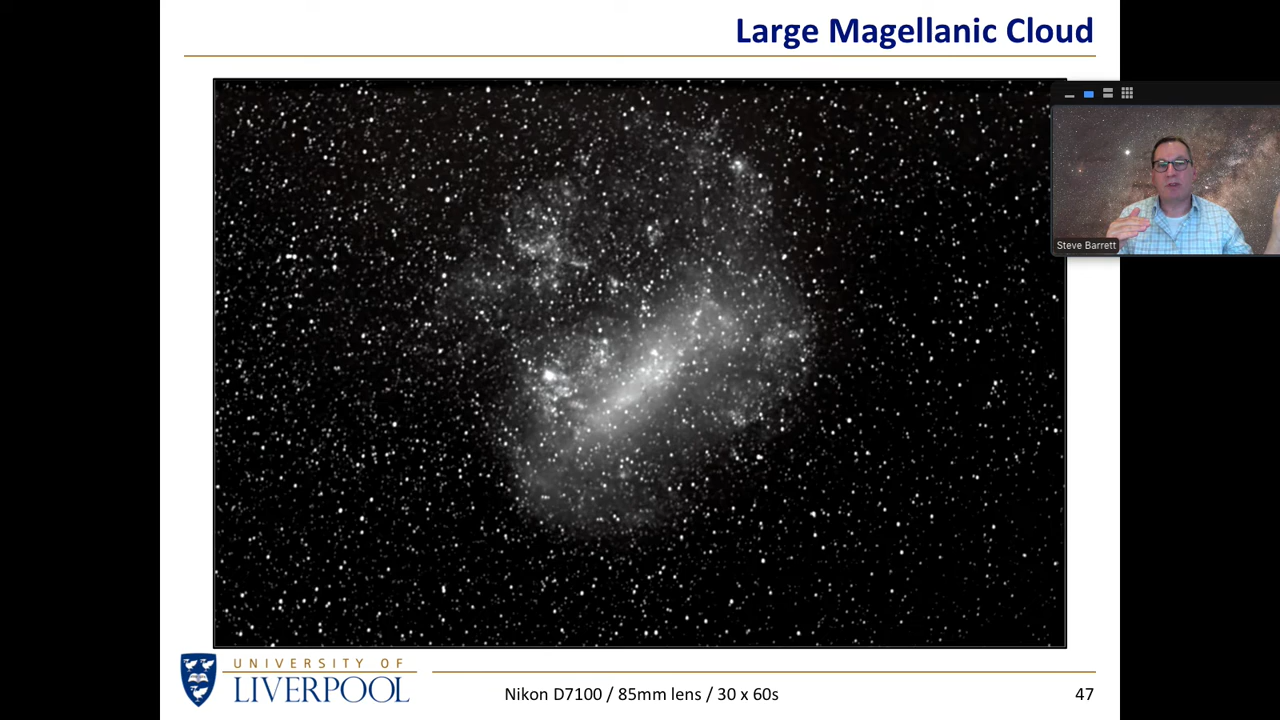 Large Magellanic Cloud
Steve Barrett
UNIVERSITY OF
LIVERPOOL
Nikon D7100 / 85mm lens / 30 x 60s
47